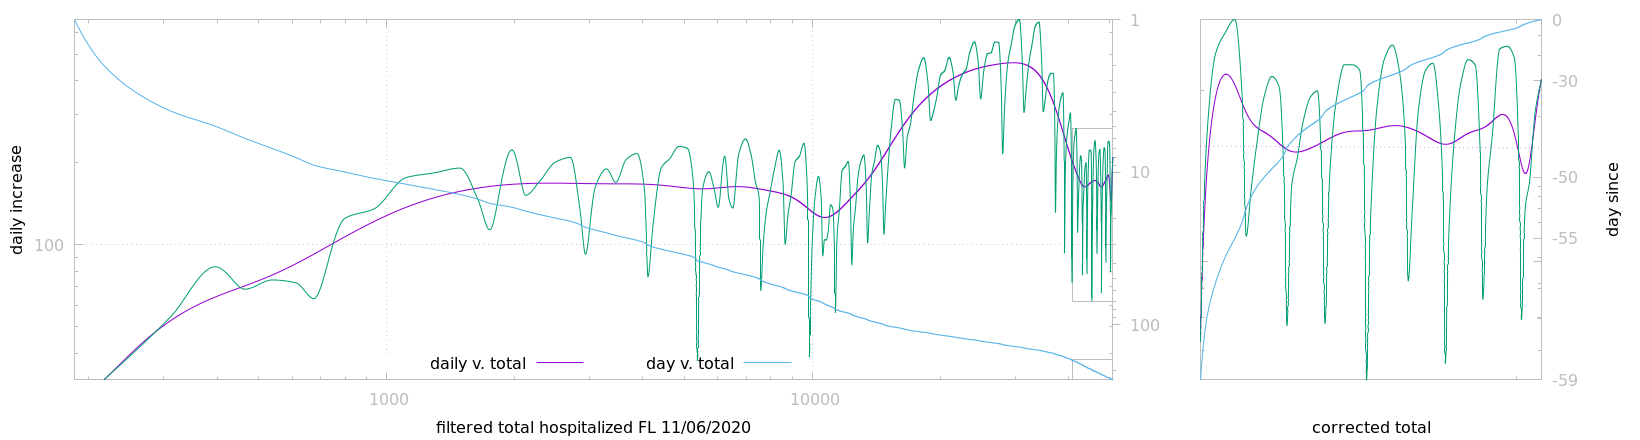 daily increase
100
daily v. total
day v. total
1000
10000
filtered total hospitalized FL 11/06/2020
1
10
100
0
-30
-50
-55
-59
day since
corrected total